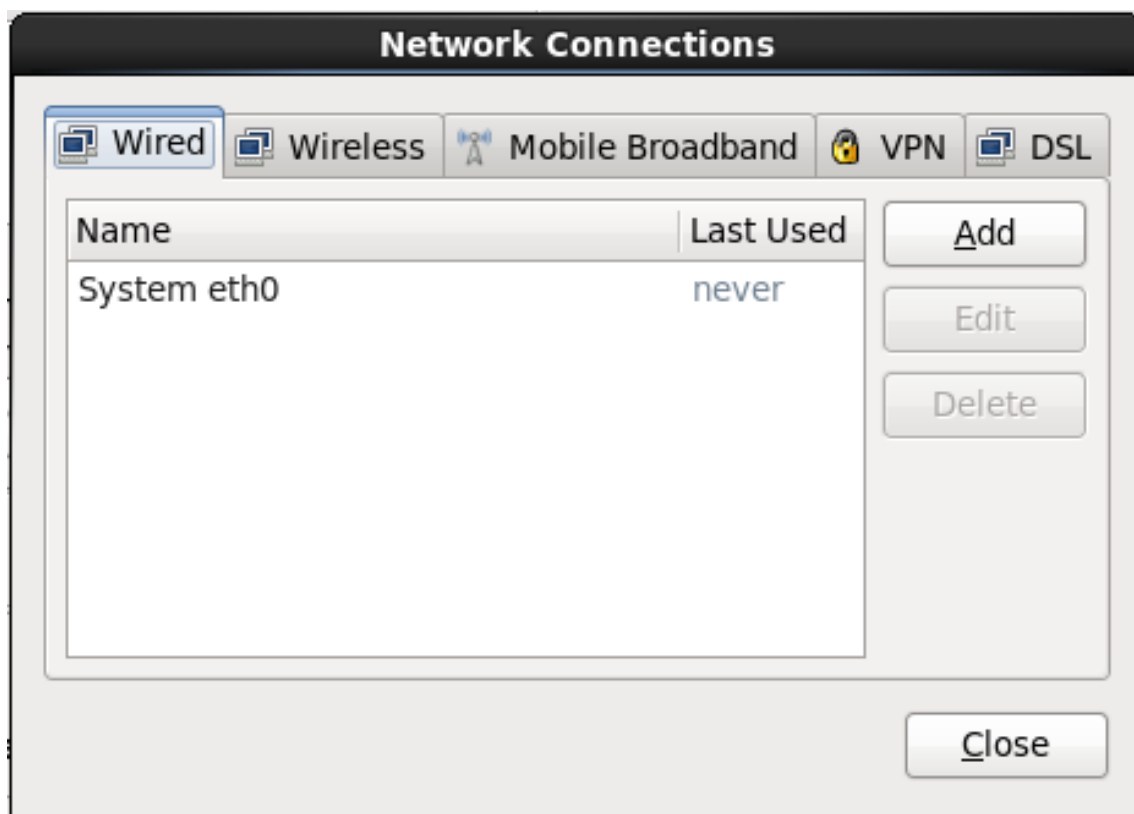 Network Connections
Wired Wireless Mobile Broadband VPN DSL
Name Last Used
System eth0 never
Add
Edit
Delete
Close